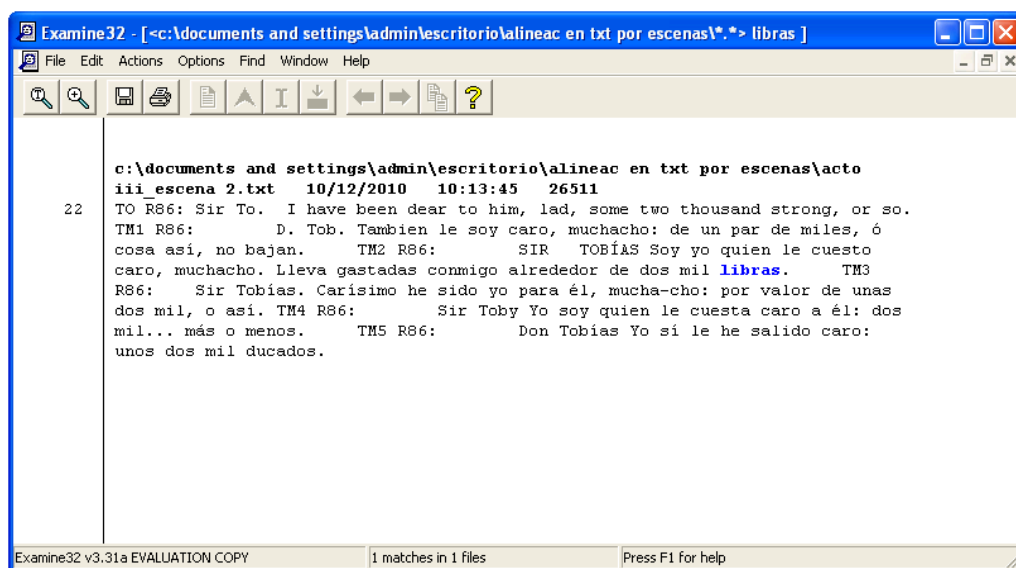 Examine32 - [<c:\documents and settings\admin\escritorio\alineac en txt por escenas\*.*> libras ]
File Edit Actions Options Find Window Help
c:\documents and settings\admin\escritorio\alineac en txt por escenas\acto
iii_escena 2.txt 10/12/2010 10:13:45 26511
22 TO R86: Sir To. I have been dear to him, lad, some two thousand strong, or so.
TM1 R86: D. Tob. Tambien le soy caro, muchacho: de un par de miles, ó
cosa así, no bajan. TM2 R86: SIR TOBÍAS Soy yo quien le cuesto
caro, muchacho. Lleva gastadas conmigo alrededor de dos mil libras. TM3
R86: Sir Tobías. Carísimo he sido yo para él, mucha-cho: por valor de unas
dos mil, o así. TM4 R86: Sir Toby Yo soy quien le cuesta caro a él: dos
mil... más o menos. TM5 R86: Don Tobías Yo sí le he salido caro:
unos dos mil ducados.
Examine32 v3.31a EVALUATION COPY 1 matches in 1 files Press F1 for help